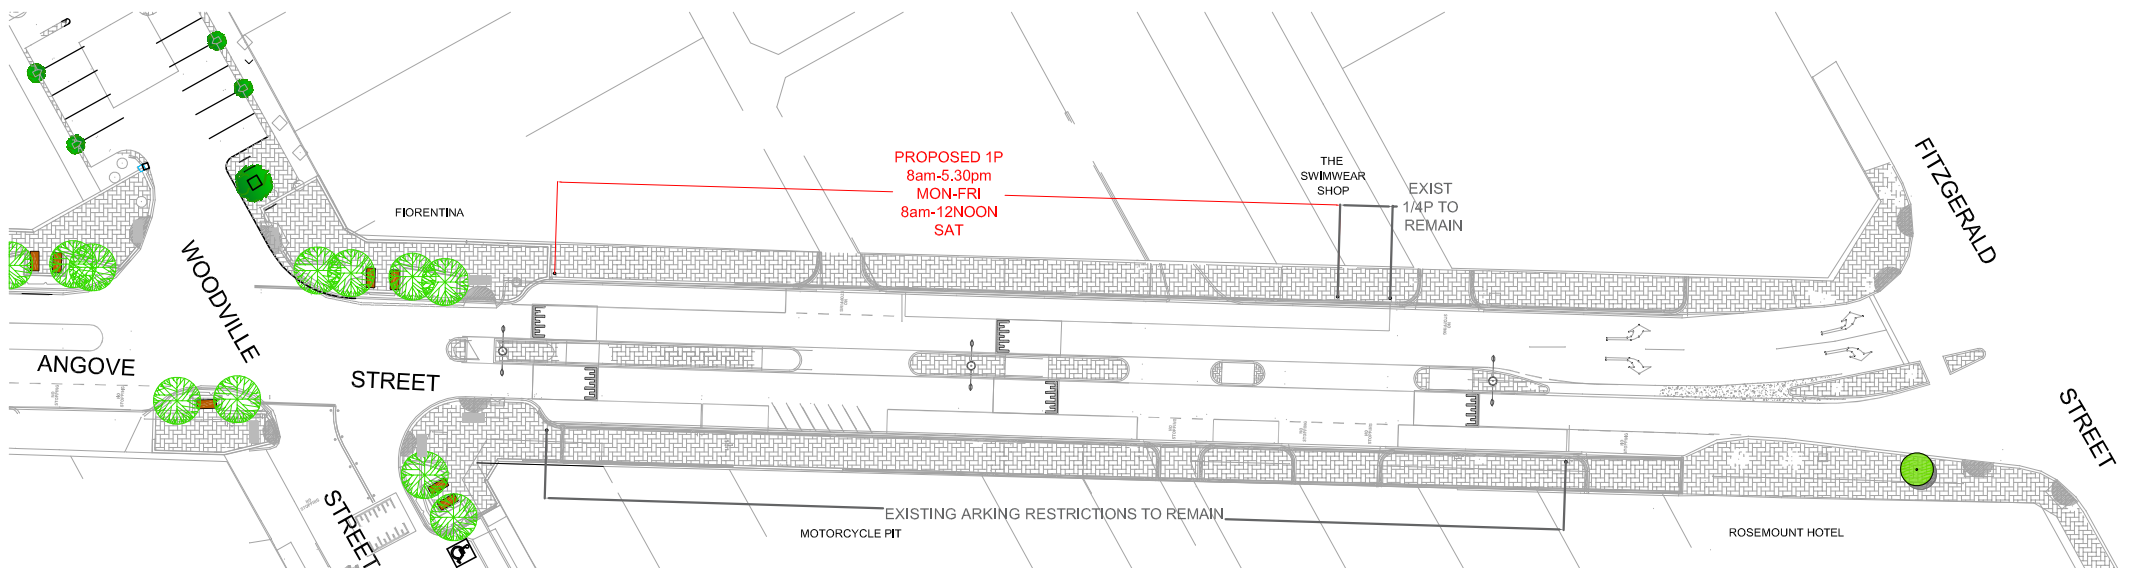 PROPOSED 1P
8am-5.30pm
MON-FRI
8am-12NOON
SAT
THE
SWIMWEAR
SHOP
EXIST
1/4P TO
REMAIN
FIORENTINA
WOODVILLE
STREET
ANGOVE
STREET
FITZGERALD
STREET
EXISTING ARKING RESTRICTIONS TO REMAIN
MOTORCYCLE PIT
ROSEMOUNT HOTEL